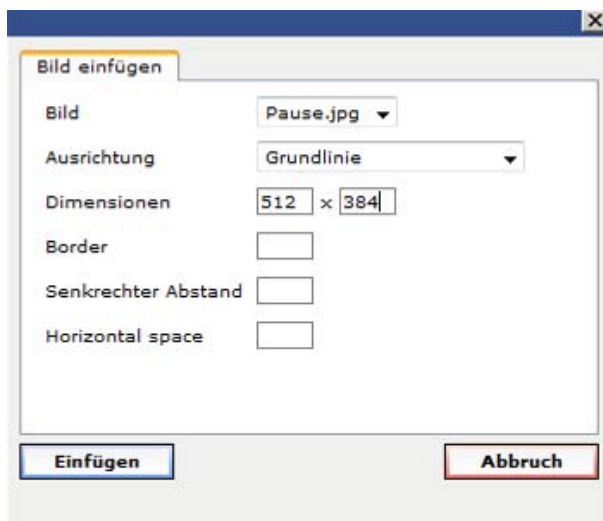 Bild einfügen
Bild Pause.jpg
Ausrichtung Grundlinie
Dimensionen 512 x 384
Border
Senkrechter Abstand
Horizontal space
Einfügen Abbruch